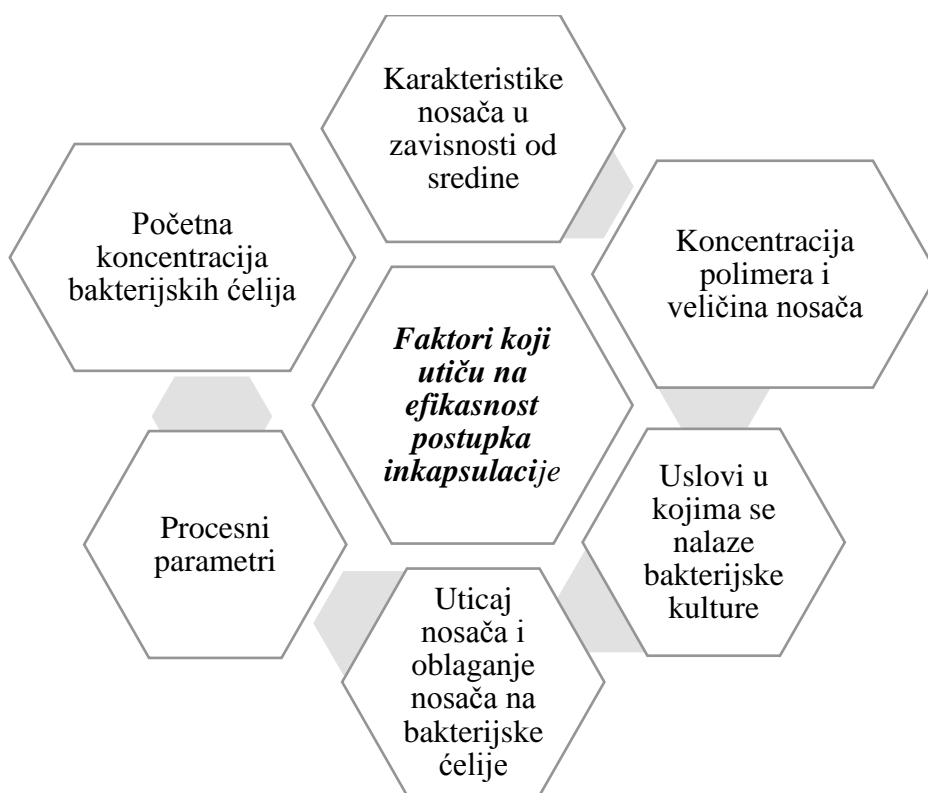 Karakteristike
nosača u
zavisnosti od
sredine
Koncentracija
polimera i
veličina nosača
Uslovi u
kojima se
nalaze
bakterijske
kulture
Uticaj
nosača i
oblaganje
nosača na
bakterijske
ćelije
Procesni
parametri
Početna
koncentracija
bakterijskih ćelija
Faktori koji
utiču na
efikasnost
postupka
inkapsulacije